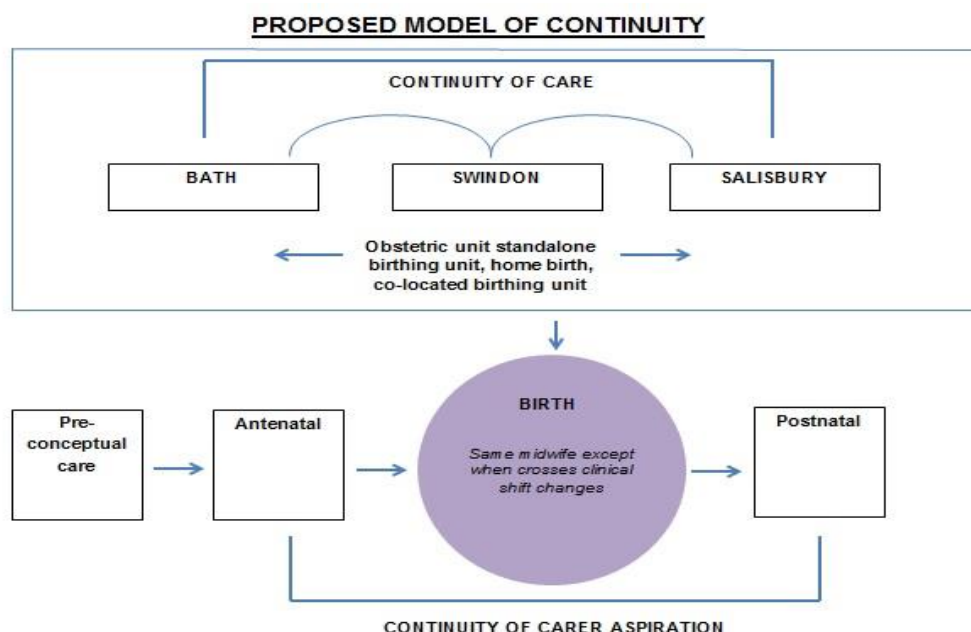 PROPOSED MODEL OF CONTINUITY
CONTINUITY OF CARE
BATH
SWINDON
SALISBURY
Obstetric unit standalone
birthing unit, home birth,
co-located birthing unit
Pre-
conceptual
care
Antenatal
BIRTH
Same midwife except
when crosses clinical
shift changes
Postnatal
CONTINUITY OF CARER ASPIRATION